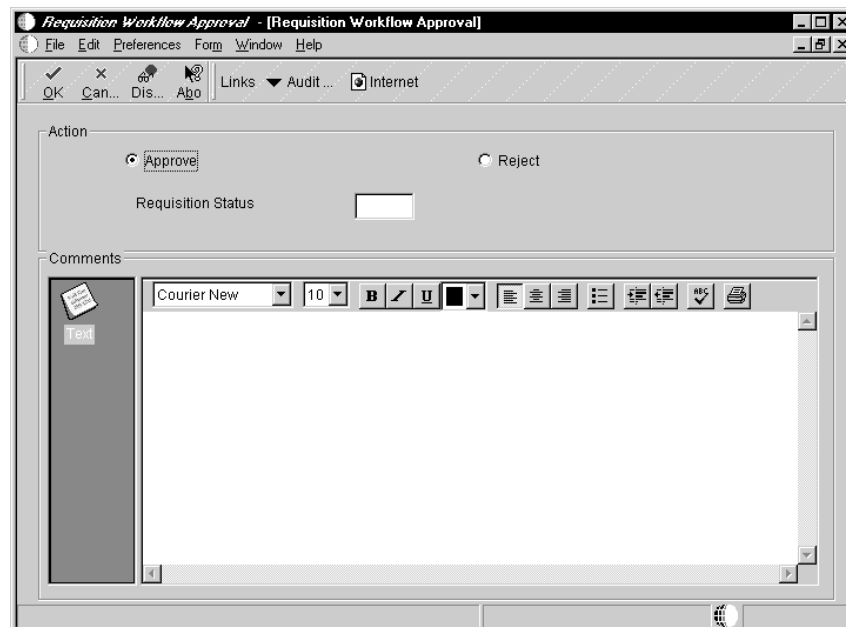 Requisition Workflow Approval - [Requisition Workflow Approval]
File Edit Preferences Form Window Help
OK Can... Dis... Abo Links Audit ... Internet
Action
Approve Reject
Requisition Status
Comments
Courier New 10 B I U ABC
Text